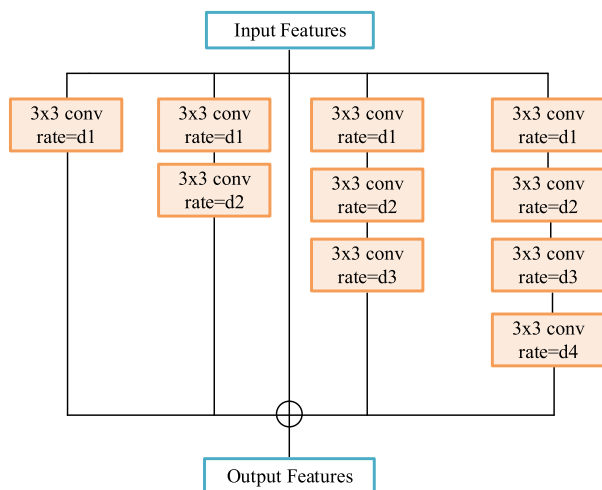 Input Features
3x3 conv
rate=d1
3x3 conv
rate=d1
3x3 conv
rate=d2
3x3 conv
rate=d1
3x3 conv
rate=d2
3x3 conv
rate=d3
3x3 conv
rate=d1
3x3 conv
rate=d2
3x3 conv
rate=d3
3x3 conv
rate=d4
Output Features